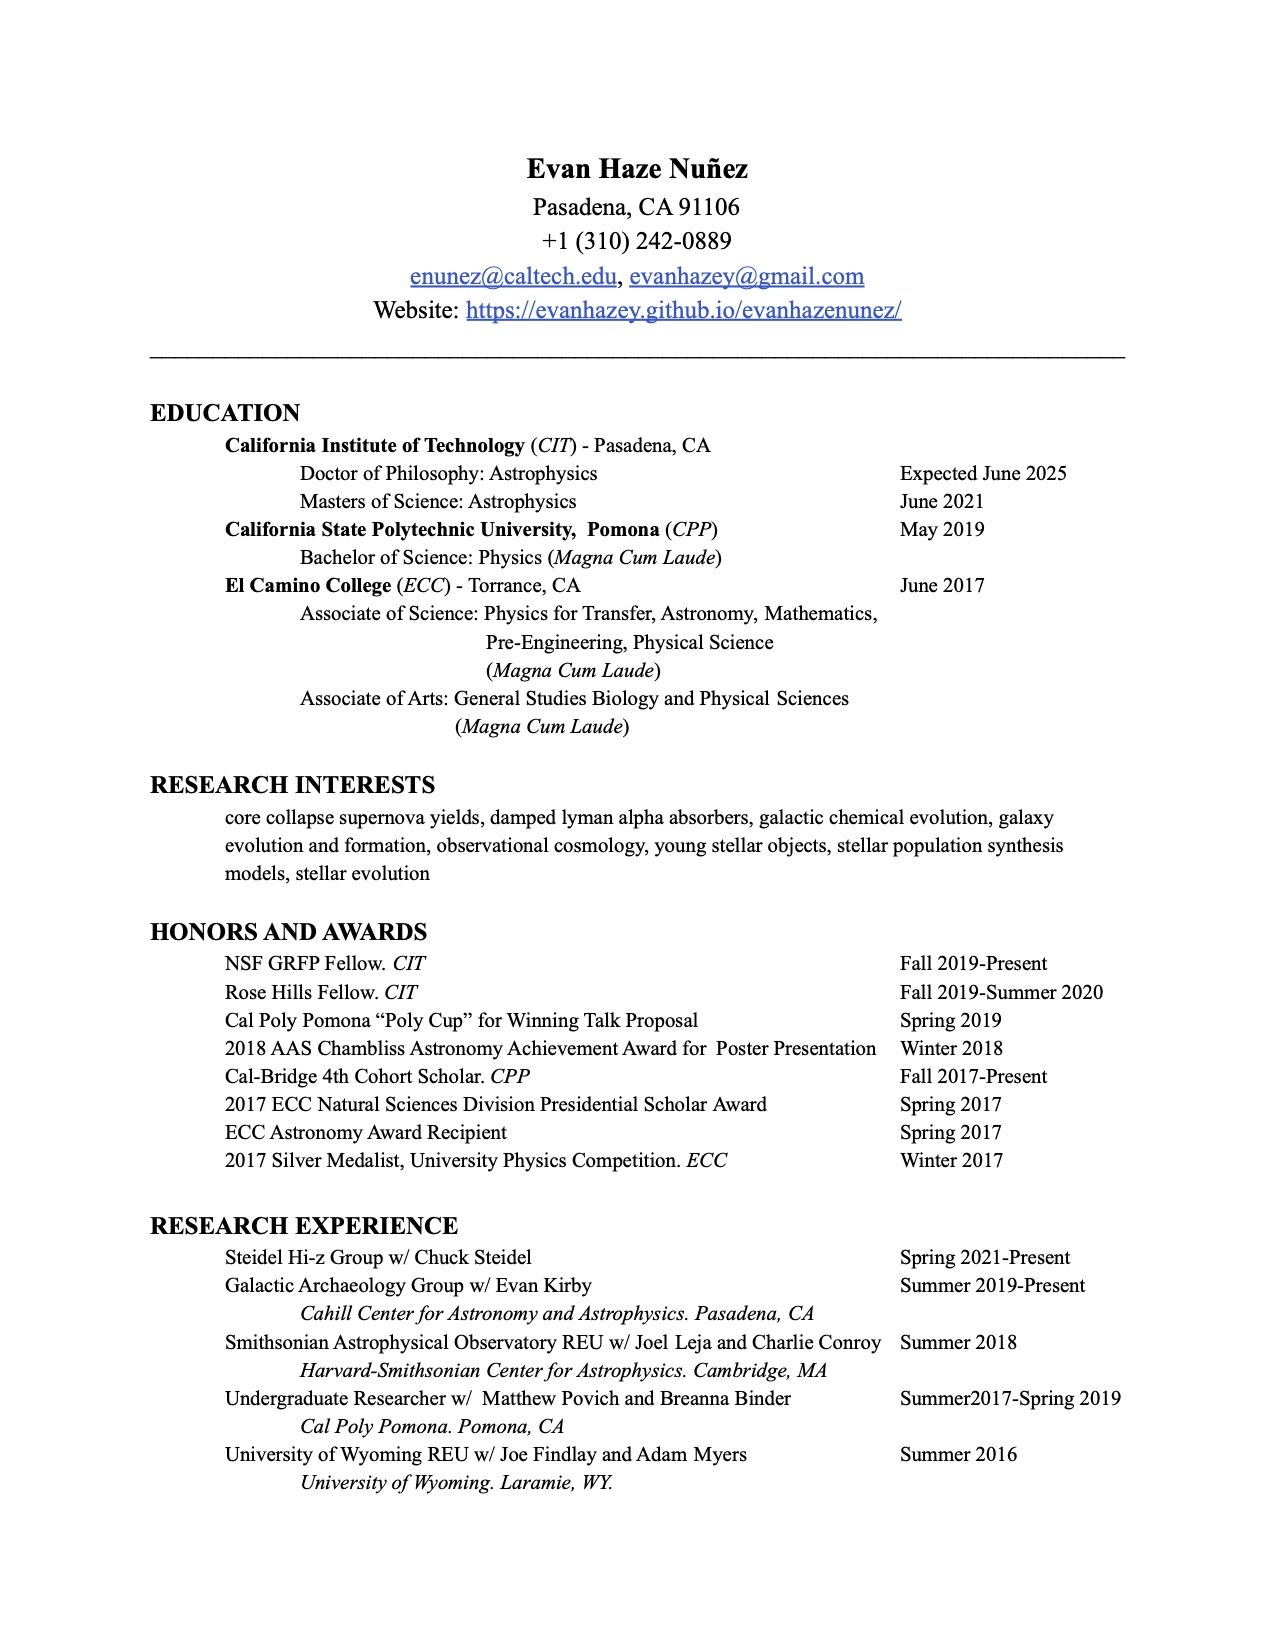 Evan Haze Nuñez
Pasadena, CA 91106
+1 (310) 242-0889
enunez@caltech.edu, evanhazey@gmail.com
Website: https://evanhazey.github.io/evanhazenunez/
EDUCATION
California Institute of Technology (CIT) - Pasadena, CA
Doctor of Philosophy: Astrophysics Expected June 2025
Masters of Science: Astrophysics June 2021
California State Polytechnic University, Pomona (CPP) May 2019
Bachelor of Science: Physics (Magna Cum Laude)
El Camino College (ECC) - Torrance, CA June 2017
Associate of Science: Physics for Transfer, Astronomy, Mathematics,
Pre-Engineering, Physical Science
(Magna Cum Laude)
Associate of Arts: General Studies Biology and Physical Sciences
(Magna Cum Laude)
RESEARCH INTERESTS
core collapse supernova yields, damped lyman alpha absorbers, galactic chemical evolution, galaxy
evolution and formation, observational cosmology, young stellar objects, stellar population synthesis
models, stellar evolution
HONORS AND AWARDS
NSF GRFP Fellow. CIT Fall 2019-Present
Rose Hills Fellow. CIT Fall 2019-Summer 2020
Cal Poly Pomona “Poly Cup” for Winning Talk Proposal Spring 2019
2018 AAS Chambliss Astronomy Achievement Award for Poster Presentation Winter 2018
Cal-Bridge 4th Cohort Scholar. CPP Fall 2017-Present
2017 ECC Natural Sciences Division Presidential Scholar Award Spring 2017
ECC Astronomy Award Recipient Spring 2017
2017 Silver Medalist, University Physics Competition. ECC Winter 2017
RESEARCH EXPERIENCE
Steidel Hi-z Group w/ Chuck Steidel Spring 2021-Present
Galactic Archaeology Group w/ Evan Kirby Summer 2019-Present
Cahill Center for Astronomy and Astrophysics. Pasadena, CA
Smithsonian Astrophysical Observatory REU w/ Joel Leja and Charlie Conroy Summer 2018
Harvard-Smithsonian Center for Astrophysics. Cambridge, MA
Undergraduate Researcher w/ Matthew Povich and Breanna Binder Summer2017-Spring 2019
Cal Poly Pomona. Pomona, CA
University of Wyoming REU w/ Joe Findlay and Adam Myers Summer 2016
University of Wyoming. Laramie, WY.